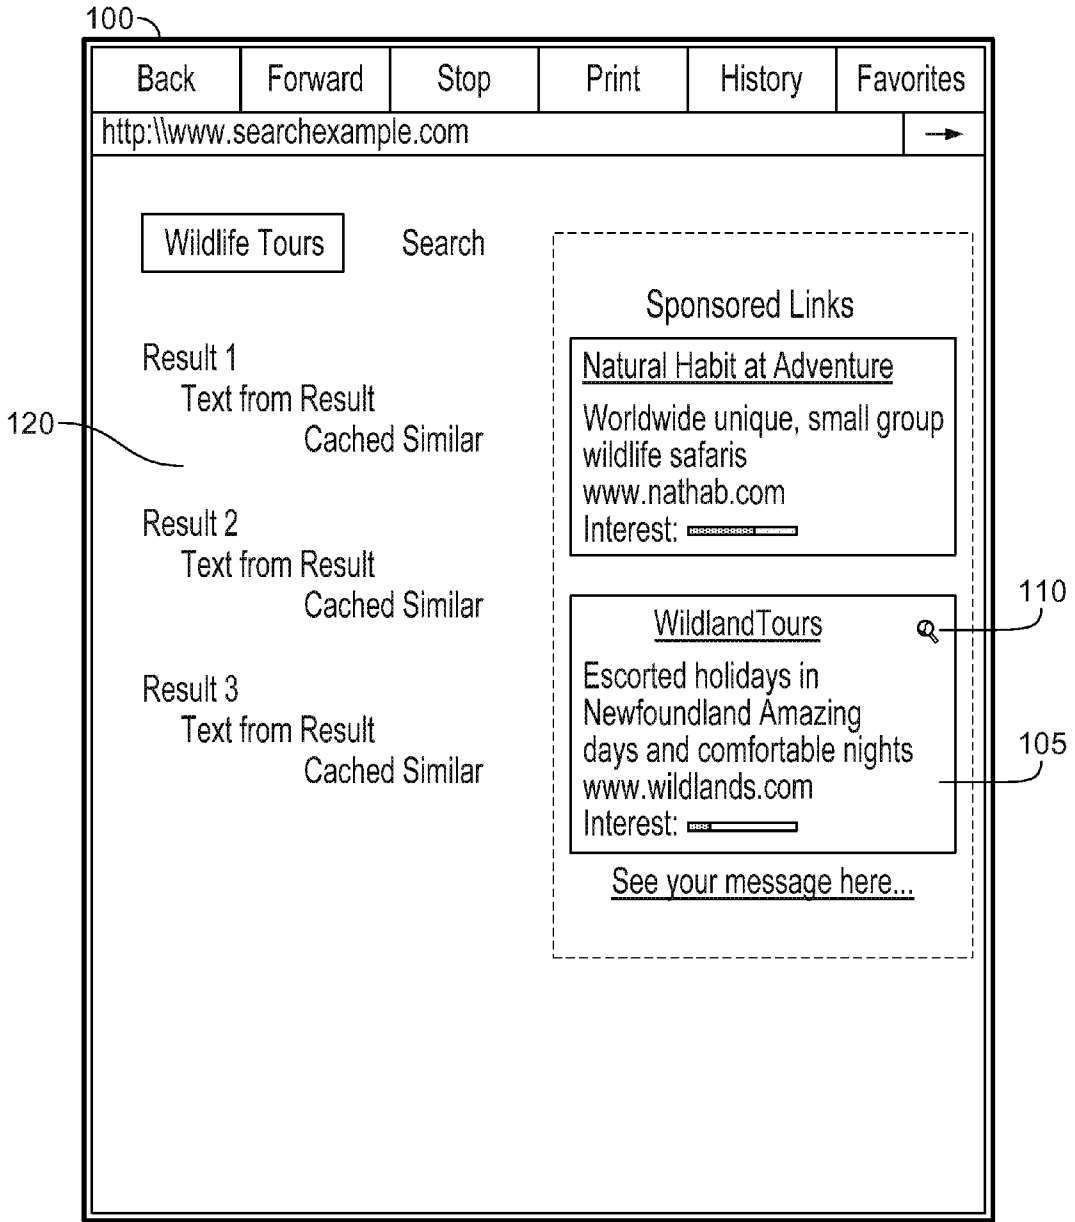 100
Back Forward Stop Print History Favorites
http:\\www.searchexample.com
Wildlife Tours Search
Result 1
Text from Result
Cached Similar
120
Result 2
Text from Result
Cached Similar
Result 3
Text from Result
Cached Similar
Sponsored Links
Natural Habit at Adventure
Worldwide unique, small group
wildlife safaris
www.nathab.com
Interest:
WildlandTours
110
Escorted holidays in
Newfoundland Amazing
days and comfortable nights
105
www.wildlands.com
Interest:
See your message here...